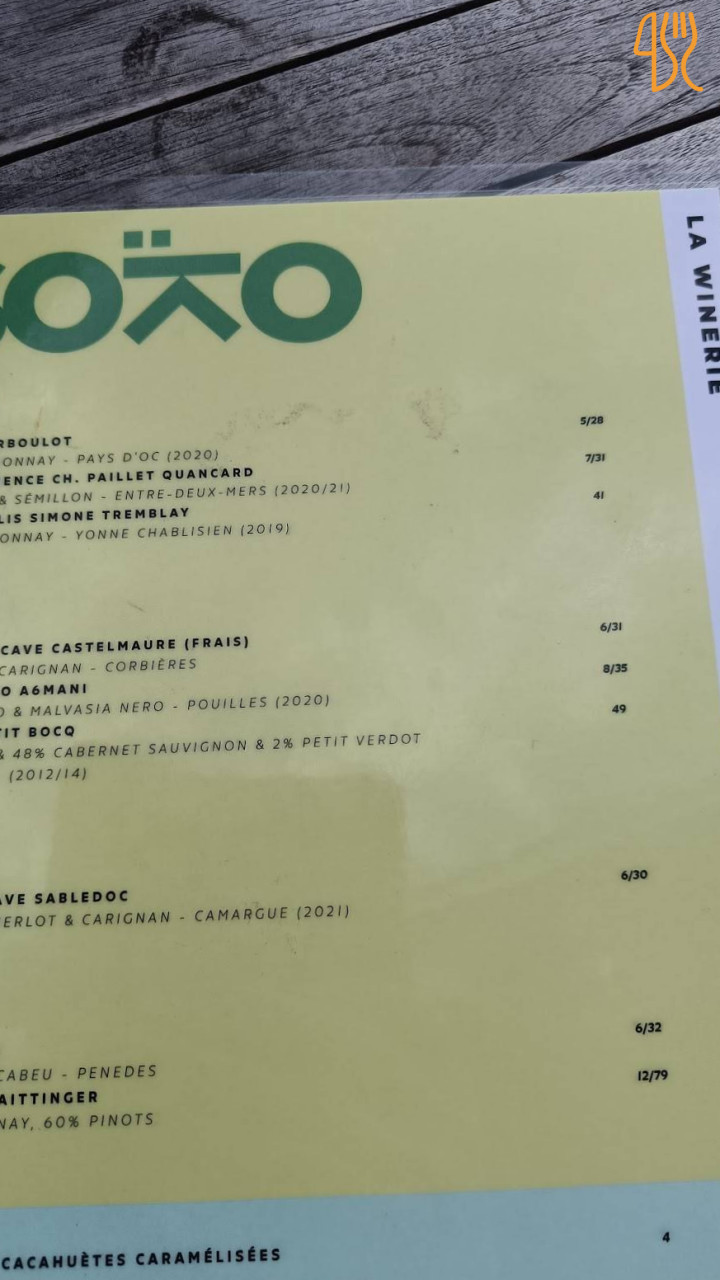 SOKO
LA WINERIE
RBOULOT 5/28
ONNAY - PAYS D'OC (2020)
ENCE CH. PAILLET QUANCARD 7/31
& SÉMILLON - ENTRE-DEUX-MERS (2020/21)
LIS SIMONE TREMBLAY 41
ONNAY - YONNE CHABLISIEN (2019)
CAVE CASTELMAURE (FRAIS) 6/31
CARIGNAN - CORBIÈRES
O A6MANI 8/35
O & MALVASIA NERO - POUILLES (2020)
TIT BOCQ 49
& 48% CABERNET SAUVIGNON & 2% PETIT VERDOT
(2012/14)
AVE SABLEDOC 6/30
MERLOT & CARIGNAN - CAMARGUE (2021)
6/32
CABEU - PENEDES
AITTINGER 12/79
NAY, 60% PINOTS
CACAHUÈTES CARAMÉLISÉES 4